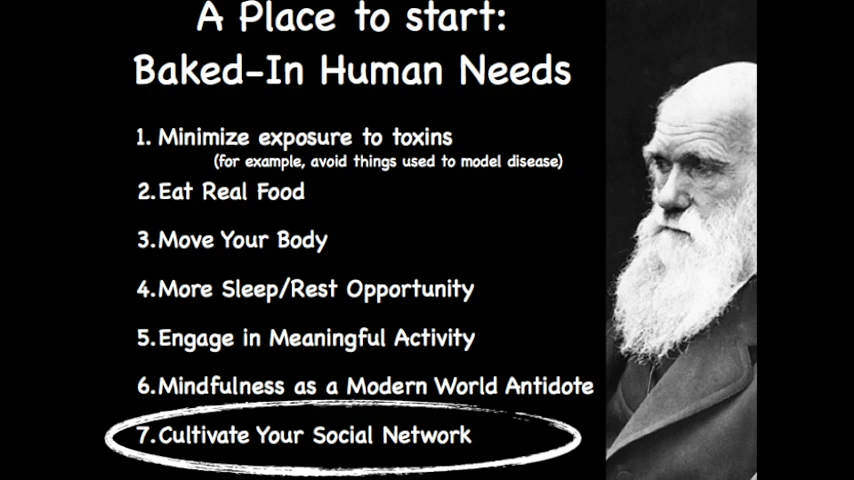 A Place to start:
Baked-In Human Needs
1. Minimize exposure to toxins
(for example, avoid things used to model disease)
2. Eat Real Food
3. Move Your Body
4. More Sleep/Rest Opportunity
5. Engage in Meaningful Activity
6. Mindfulness as a Modern World Antidote
7. Cultivate Your Social Network